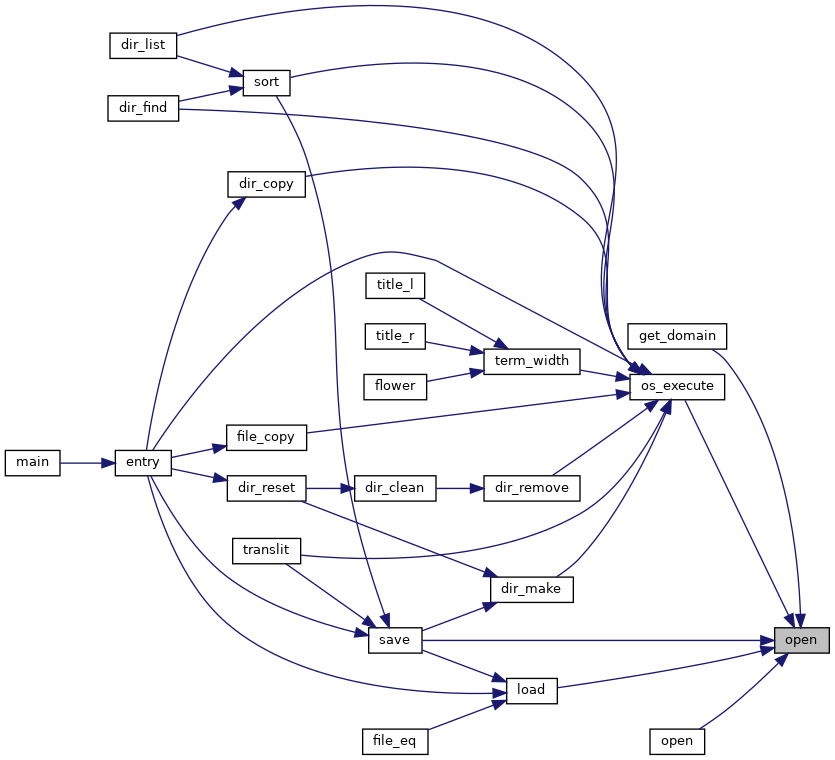 dir_list
sort
dir_find
dir_copy
title_l
title_r
get_domain
term_width
flower
os_execute
file_copy
main
entry
dir_reset
dir_clean
dir_remove
translit
dir_make
save
open
load
file_eq
open